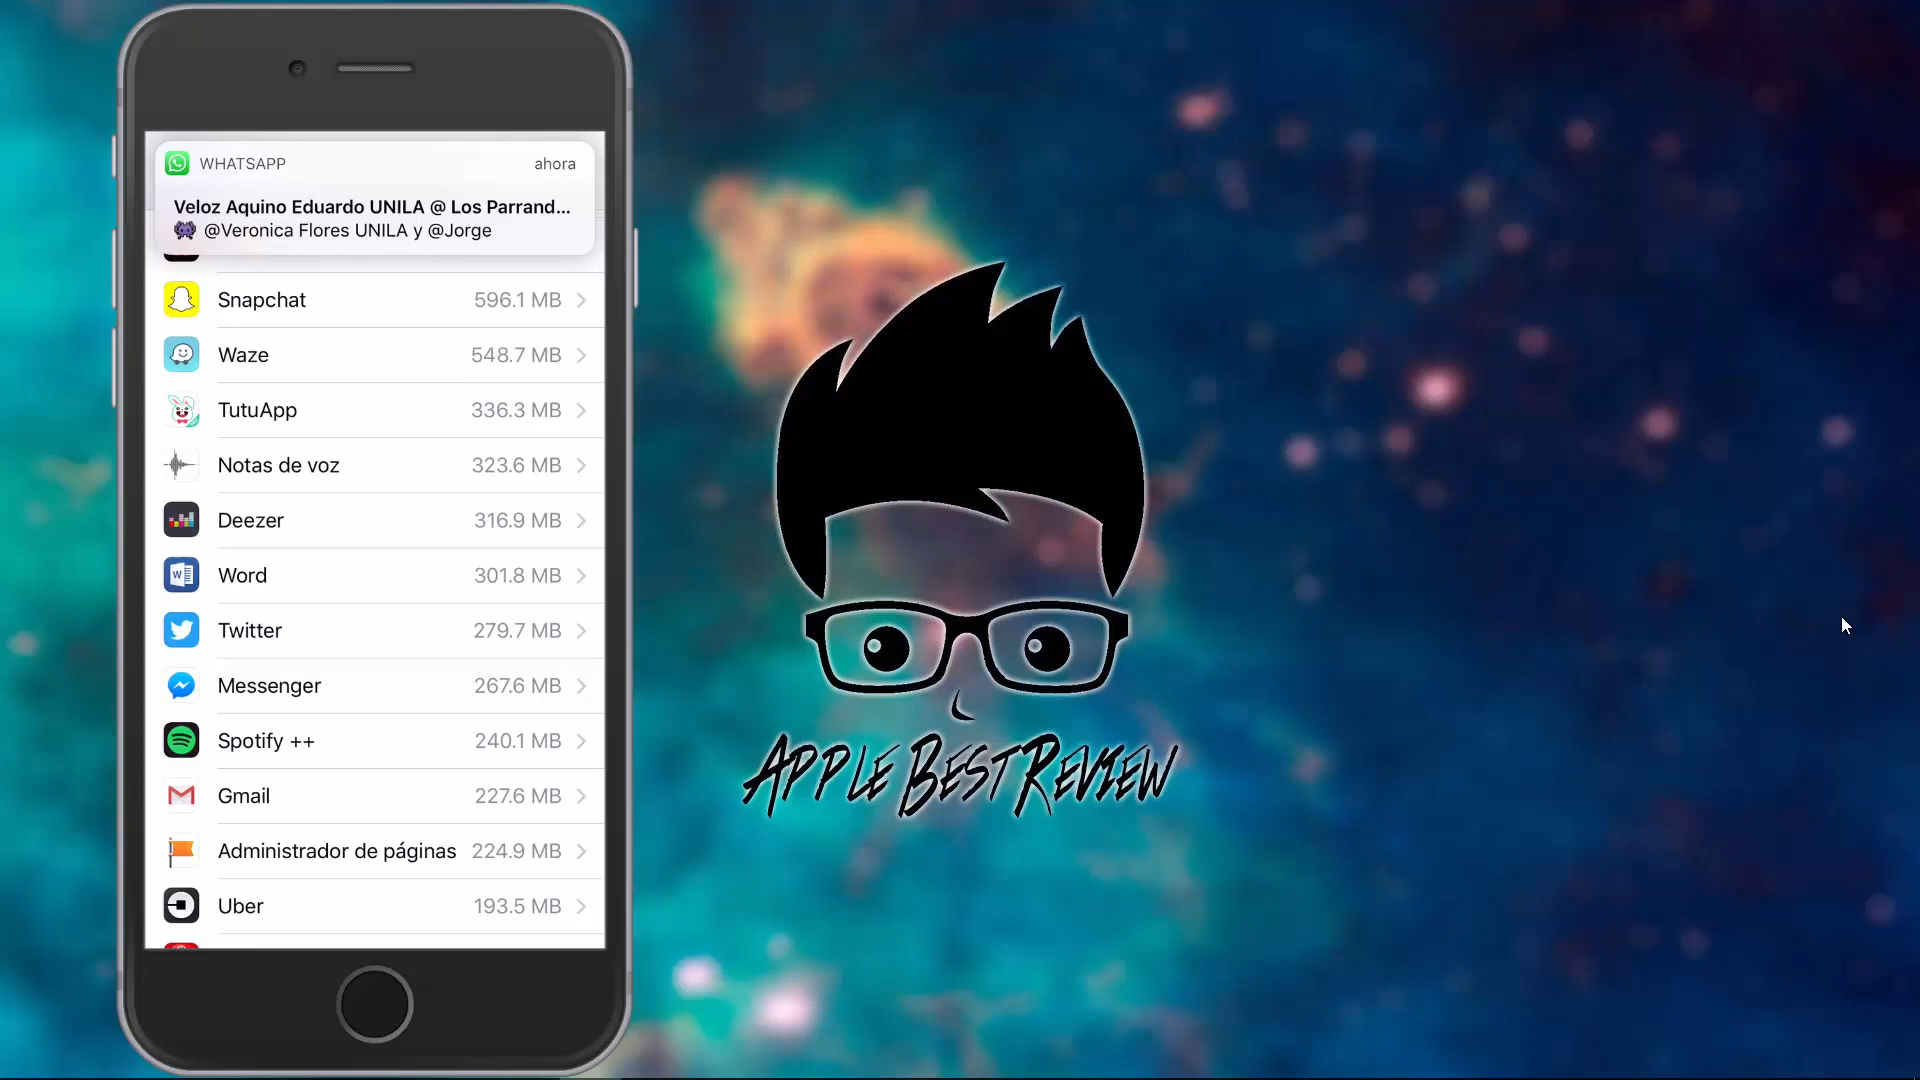 WHATSAPP ahora
Veloz Aquino Eduardo UNILA @ Los Parrand...
👾 @Veronica Flores UNILA y @Jorge
Snapchat 596.1 MB
Waze 548.7 MB
TutuApp 336.3 MB
Notas de voz 323.6 MB
Deezer 316.9 MB
Word 301.8 MB
Twitter 279.7 MB
Messenger 267.6 MB
Spotify ++ 240.1 MB
Gmail 227.6 MB
Administrador de páginas 224.9 MB
Uber 193.5 MB
APPLE BEST REVIEW